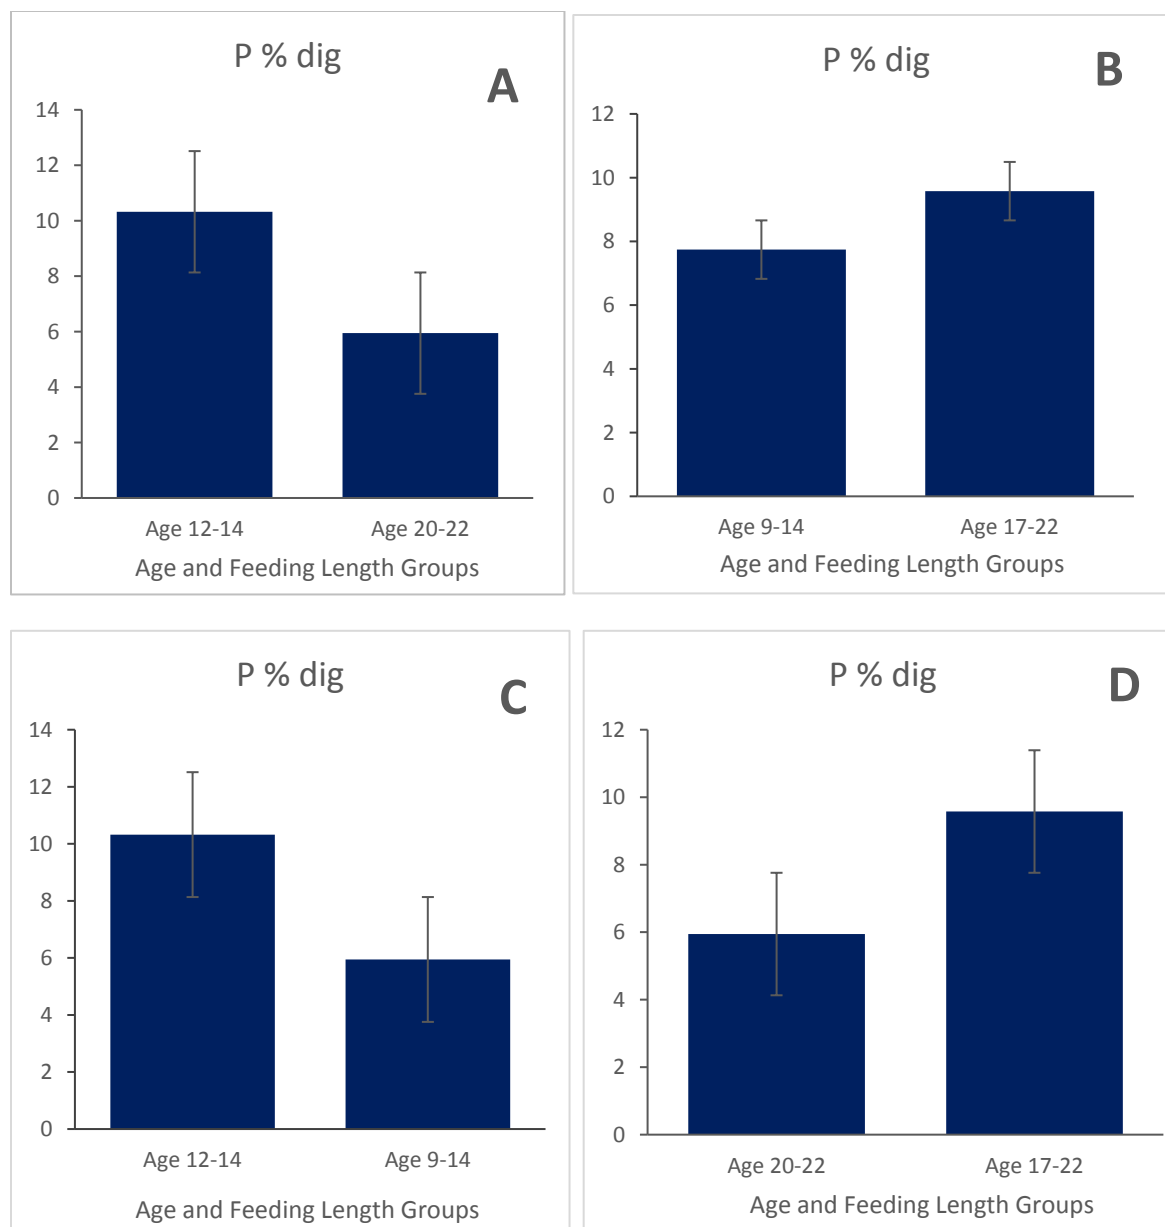 P % dig
A
14
12
10
8
6
4
2
0
Age 12-14 Age 20-22
Age and Feeding Length Groups
P % dig
B
12
10
8
6
4
2
0
Age 9-14 Age 17-22
Age and Feeding Length Groups
P % dig
C
14
12
10
8
6
4
2
0
Age 12-14 Age 9-14
Age and Feeding Length Groups
P % dig
D
12
10
8
6
4
2
0
Age 20-22 Age 17-22
Age and Feeding Length Groups